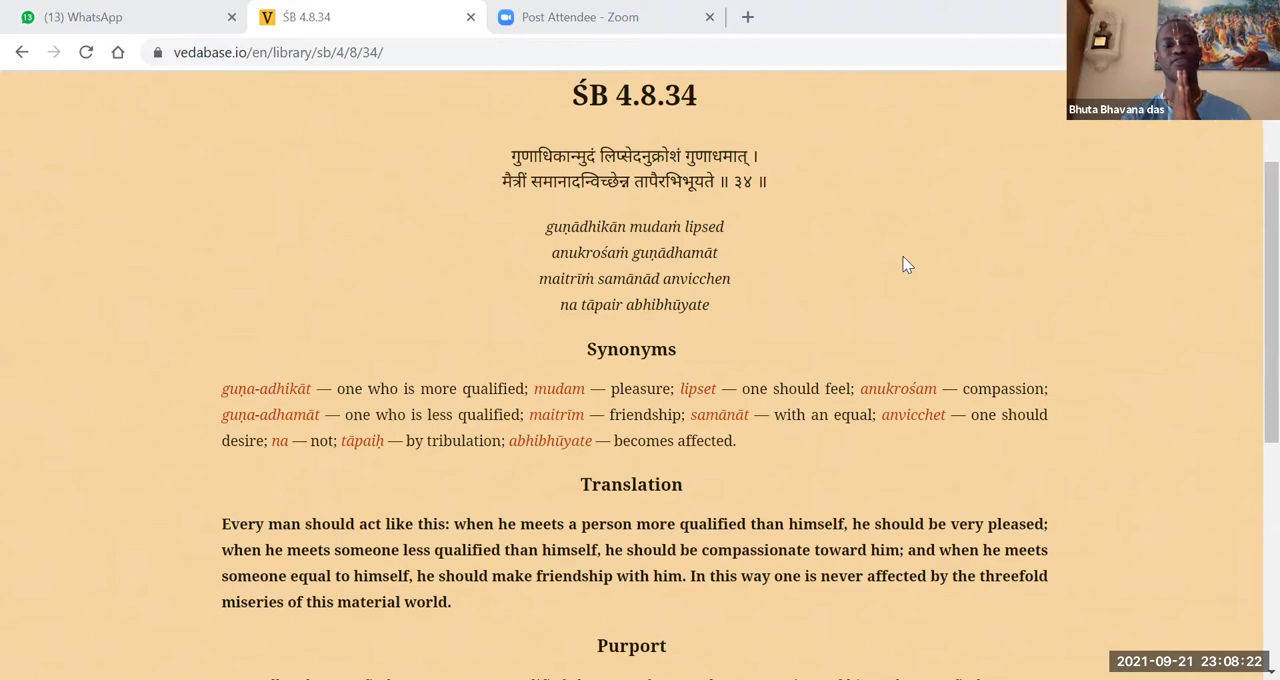 13
(13) WhatsApp
ŚB 4.8.34
Post Attendee - Zoom
vedabase.io/en/library/sb/4/8/34/
Bhuta Bhavana das
ŚB 4.8.34
गुणाधिकान्मुदं लिप्सेदनुक्रोशं गुणाधमात् ।
मैत्रीं समानादन्विच्छेन्न तापैरभिभूयते ॥ ३४ ॥
guṇādhikān mudaṁ lipsed
anukrośaṁ guṇādhamāt
maitrīṁ samānād anvicchen
na tāpair abhibhūyate
Synonyms
guṇa-adhikāt — one who is more qualified; mudam — pleasure; lipset — one should feel; anukrośam — compassion;
guṇa-adhamāt — one who is less qualified; maitrīm — friendship; samānāt — with an equal; anvicchet — one should
desire; na — not; tāpaiḥ — by tribulation; abhibhūyate — becomes affected.
Translation
Every man should act like this: when he meets a person more qualified than himself, he should be very pleased;
when he meets someone less qualified than himself, he should be compassionate toward him; and when he meets
someone equal to himself, he should make friendship with him. In this way one is never affected by the threefold
miseries of this material world.
Purport
2021-09-21 23:08:22